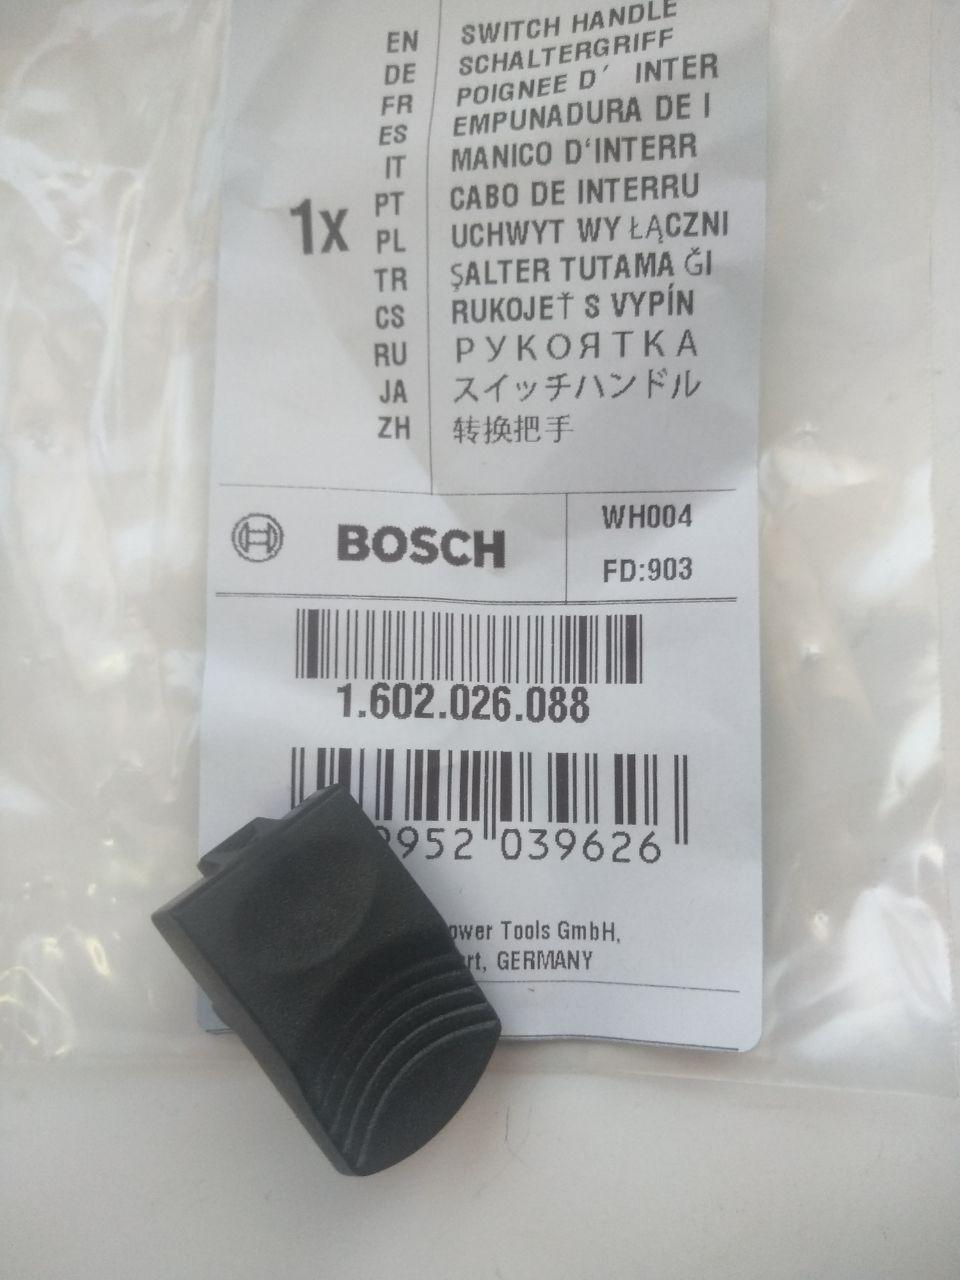 EN SWITCH HANDLE
DE SCHALTERGRIFF
FR POIGNEE D´ INTER
ES EMPUNADURA DE I
IT MANICO D'INTERR
1x PT CABO DE INTERRU
PL UCHWYT WY ŁĄCZNI
TR ŞALTER TUTAMA ĞI
CS RUKOJEŤ S VYPÍN
RU РУКОЯТКА
JA スイッチハンドル
ZH 转换把手
BOSCH
WH004
FD:903
1.602.026.088
952 039626
Tools GmbH,
GERMANY